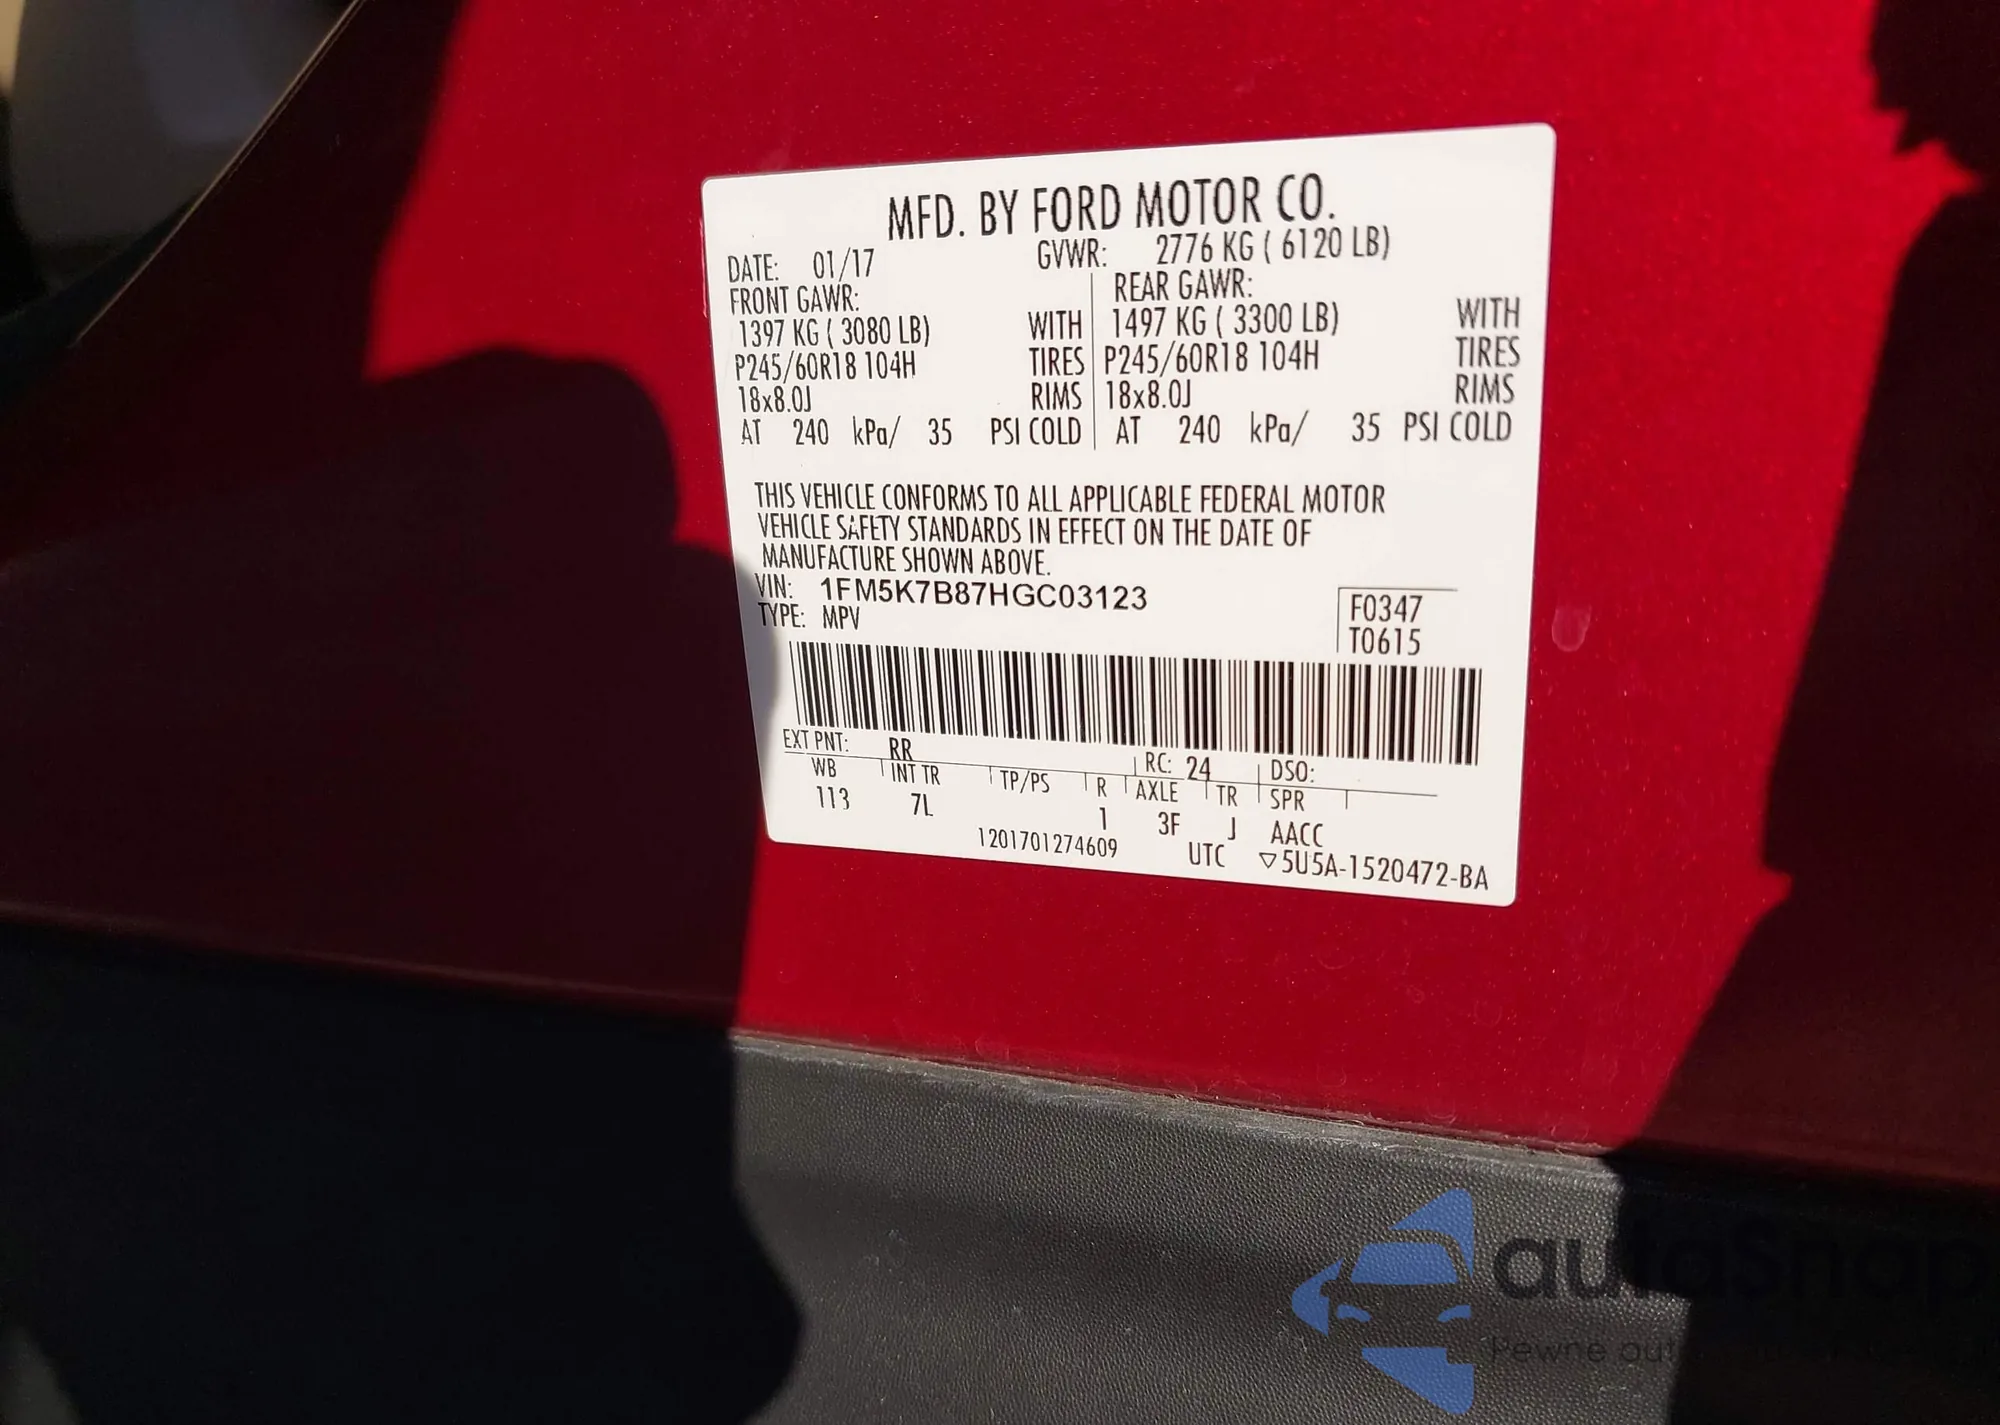 MFD. BY FORD MOTOR CO.
DATE: 01/17 GVWR: 2776 KG ( 6120 LB)
FRONT GAWR: REAR GAWR:
1397 KG ( 3080 LB) WITH 1497 KG ( 3300 LB) WITH
P245/60R18 104H TIRES P245/60R18 104H TIRES
18x8.0J RIMS 18x8.0J RIMS
AT 240 kPa/ 35 PSI COLD AT 240 kPa/ 35 PSI COLD
THIS VEHICLE CONFORMS TO ALL APPLICABLE FEDERAL MOTOR
VEHICLE SAFETY STANDARDS IN EFFECT ON THE DATE OF
MANUFACTURE SHOWN ABOVE.
VIN: 1FM5K7B87HGC03123
TYPE: MPV
F0347
T0615
EXT PNT: RR RC: 24 DSO:
WB INT TR TP/PS R AXLE TR SPR
113 7L 1 3F J AACC
1201701274609 UTC ▽5U5A-1520472-BA
autoshop
Pewne